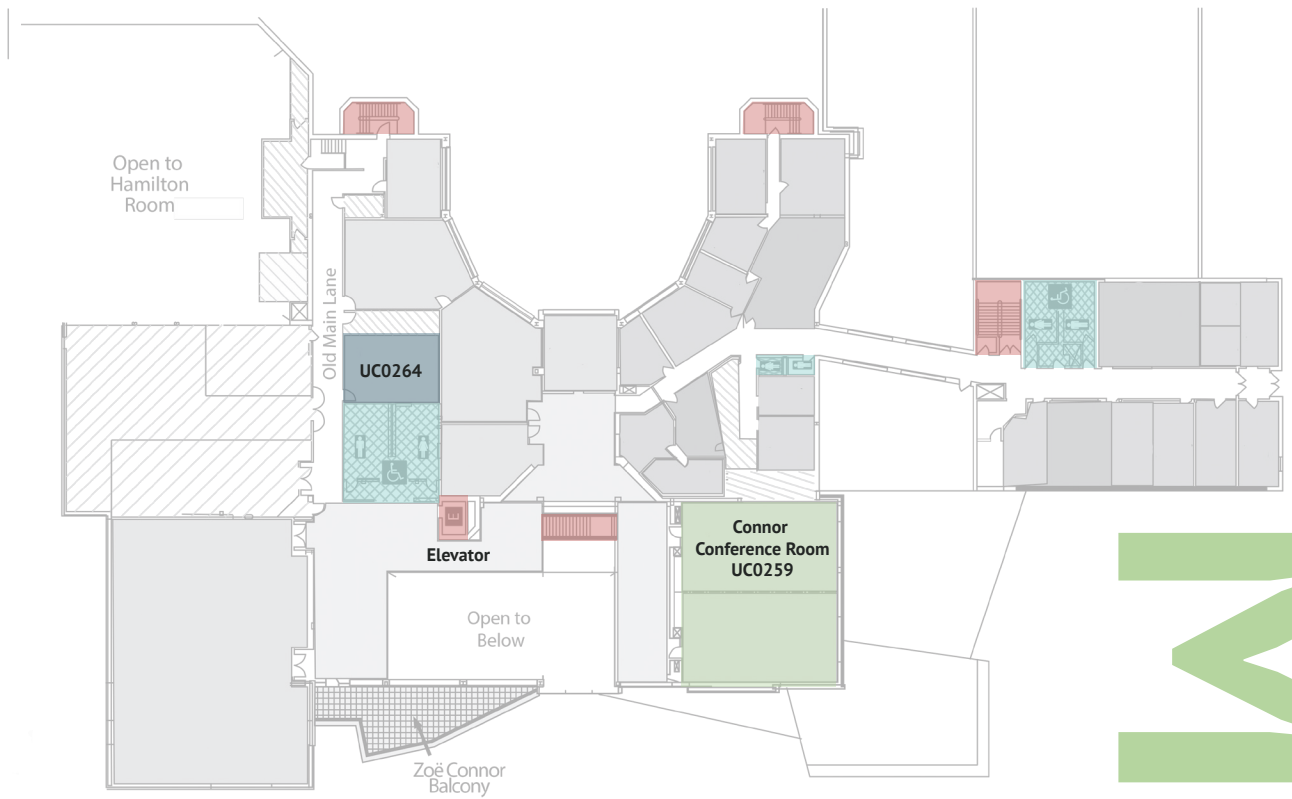 Open to
Hamilton
Room
Old Main Lane
UC0264
E
Elevator
Connor
Conference Room
UC0259
Open to
Below
Zoë Connor
Balcony